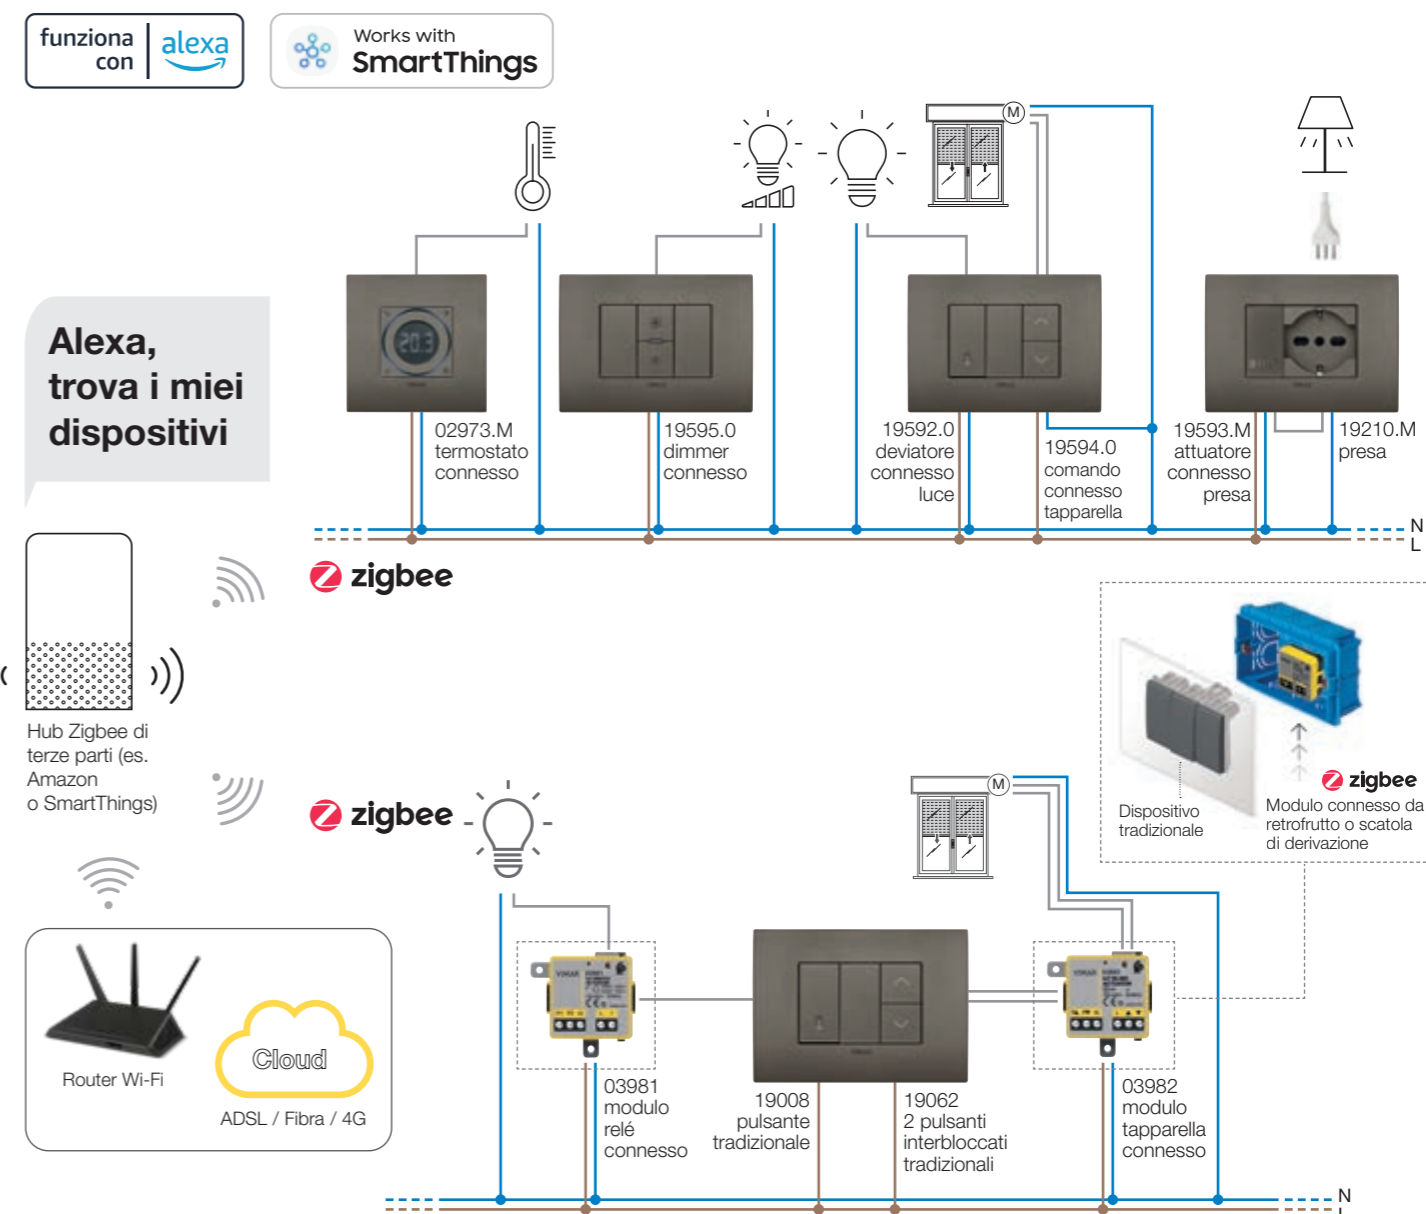 funziona
con
alexa
Works with
SmartThings
M
Alexa,
trova i miei
dispositivi
20.3
02973.M
termostato
connesso
19595.0
dimmer
connesso
19592.0
deviatore
connesso
luce
19594.0
comando
connesso
tapparella
19593.M
attuatore
connesso
presa
19210.M
presa
N
L
zigbee
Hub Zigbee di
terze parti (es.
Amazon
o SmartThings)
zigbee
M
Dispositivo
tradizionale
zigbee
Modulo connesso da
retrofrutto o scatola
di derivazione
Router Wi-Fi
Cloud
ADSL / Fibra / 4G
VIMAR
03981
modulo
relé
connesso
19008
pulsante
tradizionale
19062
2 pulsanti
interbloccati
tradizionali
VIMAR
03982
modulo
tapparella
connesso
N